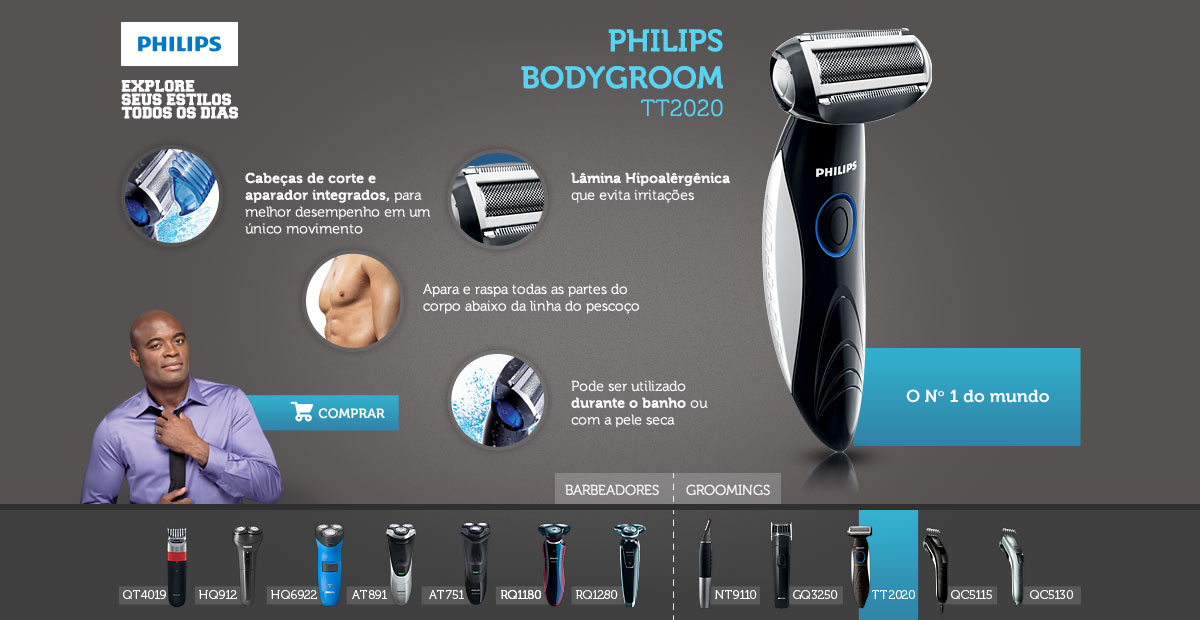 PHILIPS
EXPLORE
SEUS ESTILOS
TODOS OS DIAS
PHILIPS
BODYGROOM
TT2020
Cabeças de corte e
aparador integrados, para
melhor desempenho em um
único movimento
Lâmina Hipoalêrgênica
que evita irritações
PHILIPS
Apara e raspa todas as partes do
corpo abaixo da linha do pescoço
Pode ser utilizado
durante o banho ou
com a pele seca
COMPRAR
O Nº 1 do mundo
BARBEADORES
GROOMINGS
QT4019
HQ912
HQ6922
AT891
AT751
RQ1180
RQ1280
NT9110
GQ3250
TT2020
QC5115
QC5130